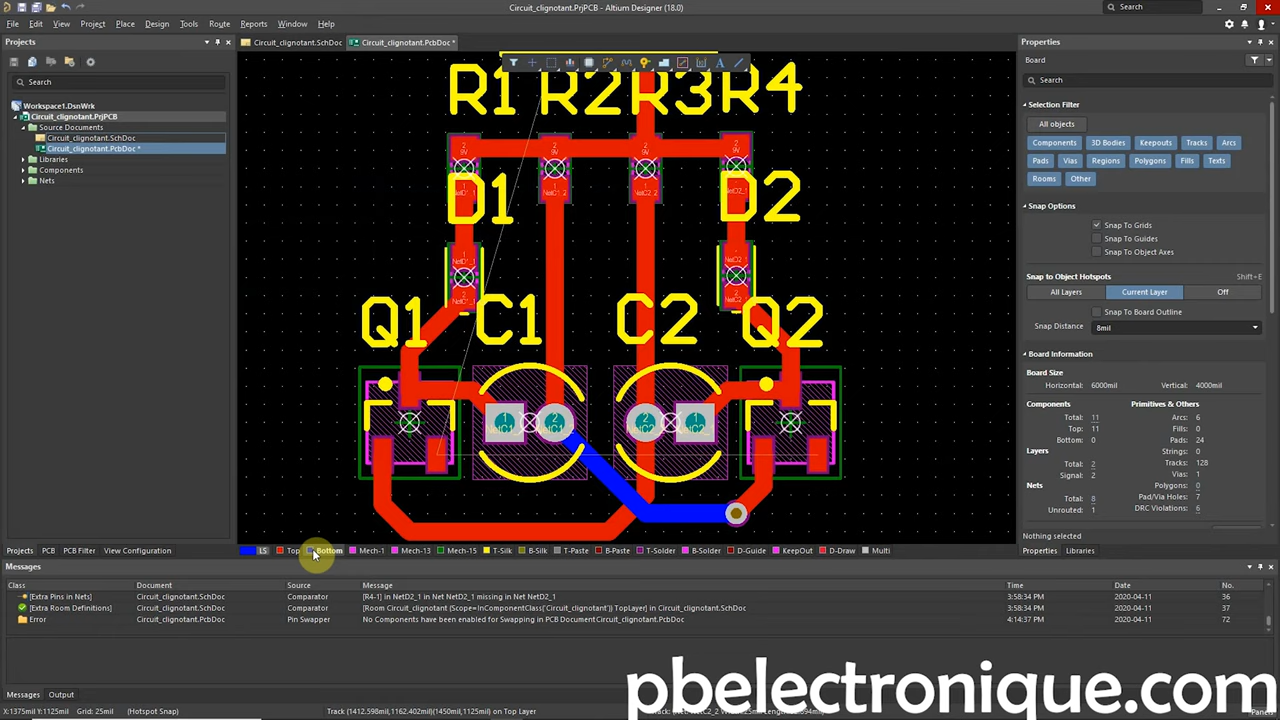 Circuit_clignotant.PrjPCB - Altium Designer (18.0)
Search
File Edit View Project Place Design Tools Route Reports Window Help
Projects
Circuit_clignotant.SchDoc
Circuit_clignotant.PcbDoc *
Properties
Search
Workspace1.DsnWrk
Circuit_clignotant.PrjPCB
Source Documents
Circuit_clignotant.SchDoc
Circuit_clignotant.PcbDoc *
Libraries
Components
Nets
R1 R2 R3 R4
D1 D2
Q1 C1 C2 Q2
Board
Search
Selection Filter
All objects
Components 3D Bodies Keepouts Tracks Arcs
Pads Vias Regions Polygons Fills Texts
Rooms Other
Snap Options
Snap To Grids
Snap To Guides
Snap To Object Axes
Snap to Object Hotspots Shift+E
All Layers Current Layer Off
Snap To Board Outline
Snap Distance 8mil
Board Information
Board Size
Horizontal: 6000mil Vertical: 4000mil
Components Primitives & Others
Total: 11 Arcs: 6
Top: 11 Fills: 0
Bottom: 0 Pads: 24
Strings: 0
Layers Tracks: 128
Total: 2 Vias: 1
Signal: 2 Polygons: 0
Nets Pad/Via Holes: 7
Total: 8 DRC Violations: 6
Unrouted: 1
Nothing selected
Projects PCB PCB Filter View Configuration
LS Top Bottom Mech-1 Mech-13 Mech-15 T-Silk B-Silk T-Paste B-Paste T-Solder B-Solder D-Guide KeepOut D-Draw Multi
Properties Libraries
Messages
Class Document Source Message Time Date No.
[Extra Pins in Nets] Circuit_clignotant.SchDoc Comparator [R4-1] in NetD2_1 in Net NetD2_1 missing in Net NetD2_1 3:58:34 PM 2020-04-11 36
[Extra Room Definitions] Circuit_clignotant.SchDoc Comparator [Room Circuit_clignotant (Scope=InComponentClass('Circuit_clignotant')) TopLayer] in Circuit_clignotant.SchDoc 3:58:34 PM 2020-04-11 37
Error Circuit_clignotant.PcbDoc Pin Swapper No Components have been enabled for Swapping in PCB Document Circuit_clignotant.PcbDoc 4:14:37 PM 2020-04-11 72
Messages Output
pbelectronique.com
X:1375mil Y:1125mil Grid: 25mil (Hotspot Snap) Track (1412.598mil,1162.402mil)(1450mil,1125mil) on Top Layer
Panels